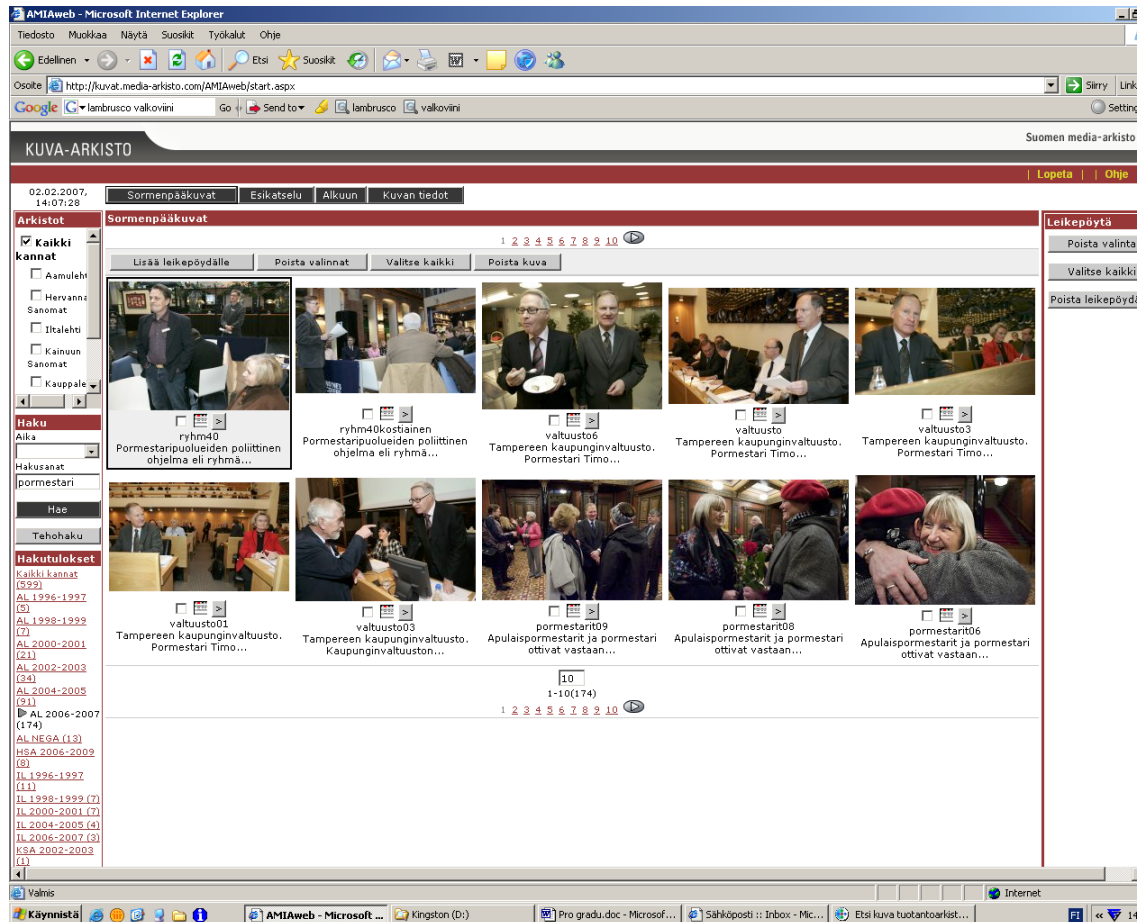 AMIAweb - Microsoft Internet Explorer
Tiedosto Muokkaa Näytä Suosikit Työkalut Ohje
Edellinen Etsi Suosikit
Osoite http://kuvat.media-arkisto.com/AMIAweb/start.aspx Siirry
Google lambrusco valkoviini Go Send to lambrusco valkoviini
KUVA-ARKISTO Suomen media-arkisto
| Lopeta | | Ohje
02.02.2007,
14:07:28
Sormenpääkuvat Esikatselu Alkuun Kuvan tiedot
Arkistot
Kaikki
kannat
Aamuleht
Hervanna
Sanomat
Iltalehti
Kainuun
Sanomat
Kauppale
Haku
Aika
Hakusanat
pormestari
Hae
Tehohaku
Hakutulokset
Kaikki kannat
(599)
AL 1996-1997
(5)
AL 1998-1999
(7)
AL 2000-2001
(21)
AL 2002-2003
(34)
AL 2004-2005
(91)
AL 2006-2007
(174)
AL NEGA (13)
HSA 2006-2009
(8)
IL 1996-1997
(11)
IL 1998-1999 (7)
IL 2000-2001 (7)
IL 2004-2005 (4)
IL 2006-2007 (3)
KSA 2002-2003
(1)
Sormenpääkuvat
1 2 3 4 5 6 7 8 9 10
Lisää leikepöydälle Poista valinnat Valitse kaikki Poista kuva
ryhm40
Pormestaripuolueiden poliittinen
ohjelma eli ryhmä...
ryhm40kostiainen
Pormestaripuolueiden poliittinen
ohjelma eli ryhmä...
valtuusto6
Tampereen kaupunginvaltuusto.
Pormestari Timo...
valtuusto
Tampereen kaupunginvaltuusto.
Pormestari Timo...
valtuusto3
Tampereen kaupunginvaltuusto.
Pormestari Timo...
valtuusto01
Tampereen kaupunginvaltuusto.
Pormestari Timo...
valtuusto03
Tampereen kaupunginvaltuusto.
Kaupunginvaltuuston...
pormestarit09
Apulaispormestarit ja pormestari
ottivat vastaan...
pormestarit08
Apulaispormestarit ja pormestari
ottivat vastaan...
pormestarit06
Apulaispormestarit ja pormestari
ottivat vastaan...
10
1-10(174)
1 2 3 4 5 6 7 8 9 10
Leikepöytä
Poista valinta
Valitse kaikki
Poista leikepöydä
Valmis Internet
Käynnistä AMIAweb - Microsoft ... Kingston (D:) Pro gradu.doc - Microsof... Sähköposti :: Inbox - Mic... Etsi kuva tuotantoarkist... FI